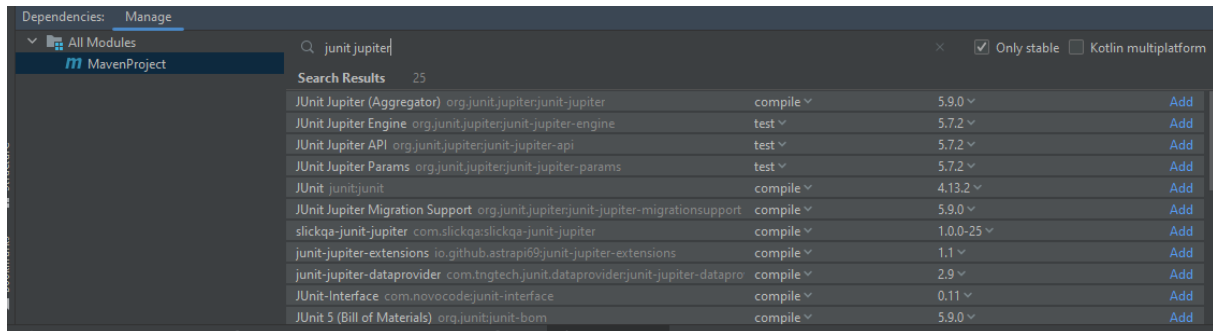 Dependencies: Manage
All Modules
MavenProject
junit jupiter
Only stable Kotlin multiplatform
Search Results 25
JUnit Jupiter (Aggregator) org.junit.jupiter:junit-jupiter compile 5.9.0 Add
JUnit Jupiter Engine org.junit.jupiter:junit-jupiter-engine test 5.7.2 Add
JUnit Jupiter API org.junit.jupiter:junit-jupiter-api test 5.7.2 Add
JUnit Jupiter Params org.junit.jupiter:junit-jupiter-params test 5.7.2 Add
JUnit junit:junit compile 4.13.2 Add
JUnit Jupiter Migration Support org.junit.jupiter:junit-jupiter-migrationsupport compile 5.9.0 Add
slickqa-junit-jupiter com.slickqa:slickqa-junit-jupiter compile 1.0.0-25 Add
junit-jupiter-extensions io.github.astrapi69:junit-jupiter-extensions compile 1.1 Add
junit-jupiter-dataprovider com.tngtech.junit.dataprovider:junit-jupiter-datapro compile 2.9 Add
JUnit-Interface com.novocode:junit-interface compile 0.11 Add
JUnit 5 (Bill of Materials) org.junit:junit-bom compile 5.9.0 Add